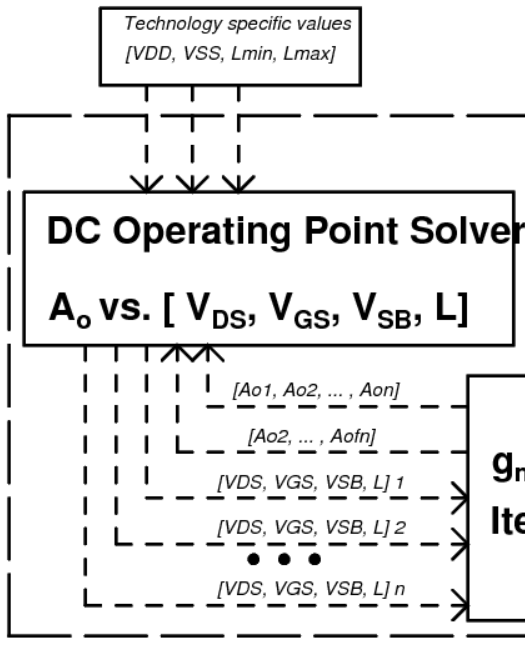 Technology specific values
[VDD, VSS, Lmin, Lmax]
DC Operating Point Solver
Ao vs. [ VDS, VGS, VSB, L]
[Ao1, Ao2, ... , Aon]
[Ao2, ... , Aofn]
[VDS, VGS, VSB, L] 1
[VDS, VGS, VSB, L] 2
[VDS, VGS, VSB, L] n